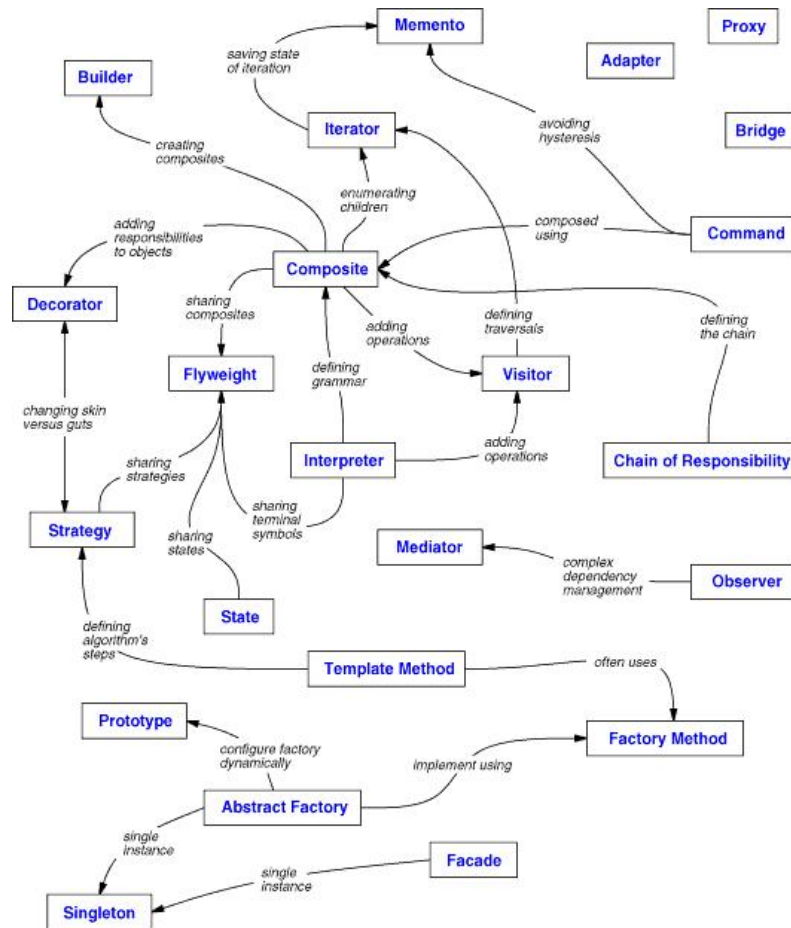 Memento
Proxy
saving state
of iteration
Adapter
Builder
Iterator
avoiding
hysteresis
Bridge
creating
composites
enumerating
children
adding
responsibilities
to objects
composed
using
Command
Composite
Decorator
sharing
composites
adding
operations
defining
traversals
defining
the chain
Flyweight
defining
grammar
Visitor
changing skin
versus guts
sharing
strategies
Interpreter
adding
operations
Chain of Responsibility
Strategy
sharing
states
sharing
terminal
symbols
Mediator
complex
dependency
management
Observer
State
defining
algorithm's
steps
Template Method
often uses
Prototype
configure factory
dynamically
implement using
Factory Method
Abstract Factory
single
instance
Facade
single
instance
Singleton